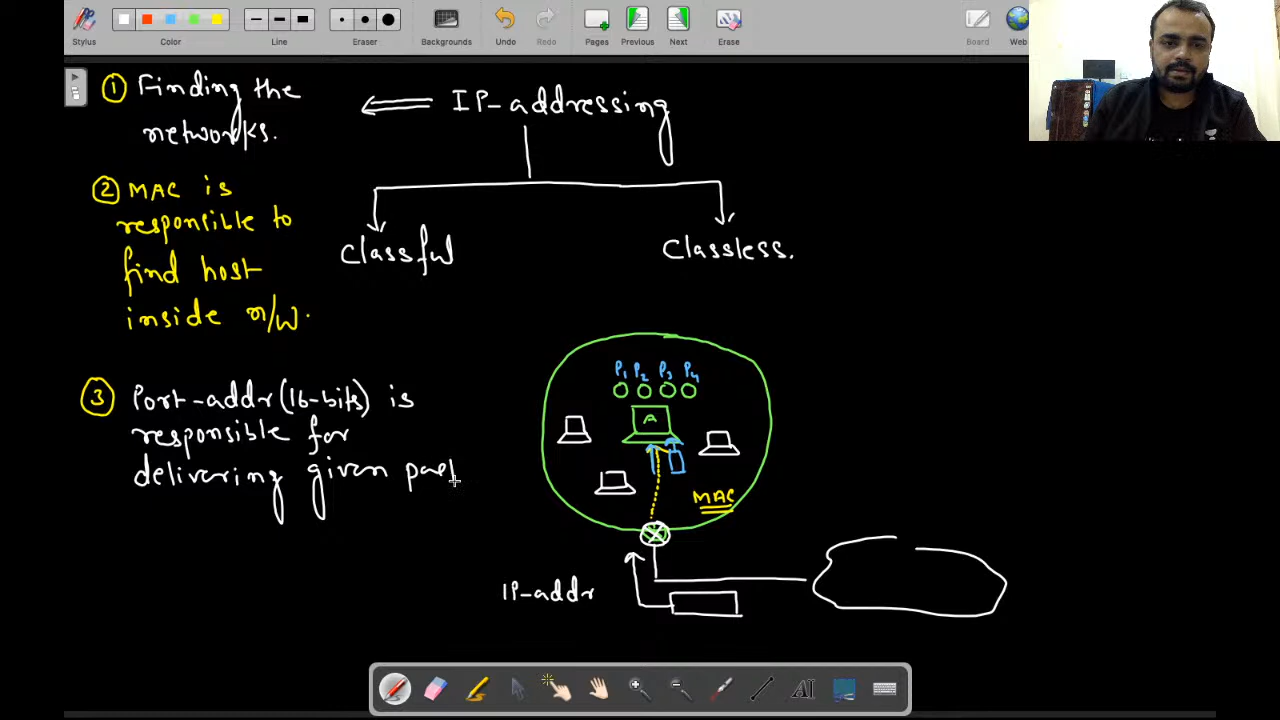 Stylus
Color
Line
Eraser
Backgrounds
Undo
Redo
Pages
Previous
Next
Erase
Board
Web
① Finding the
networks.
IP-addressing
Classful
Classless.
② MAC is
responsible to
find host
inside n/w.
③ Port-addr (16-bits) is
responsible for
delivering given
P1 P2 P3 P4
A
MAC
IP-addr
AI